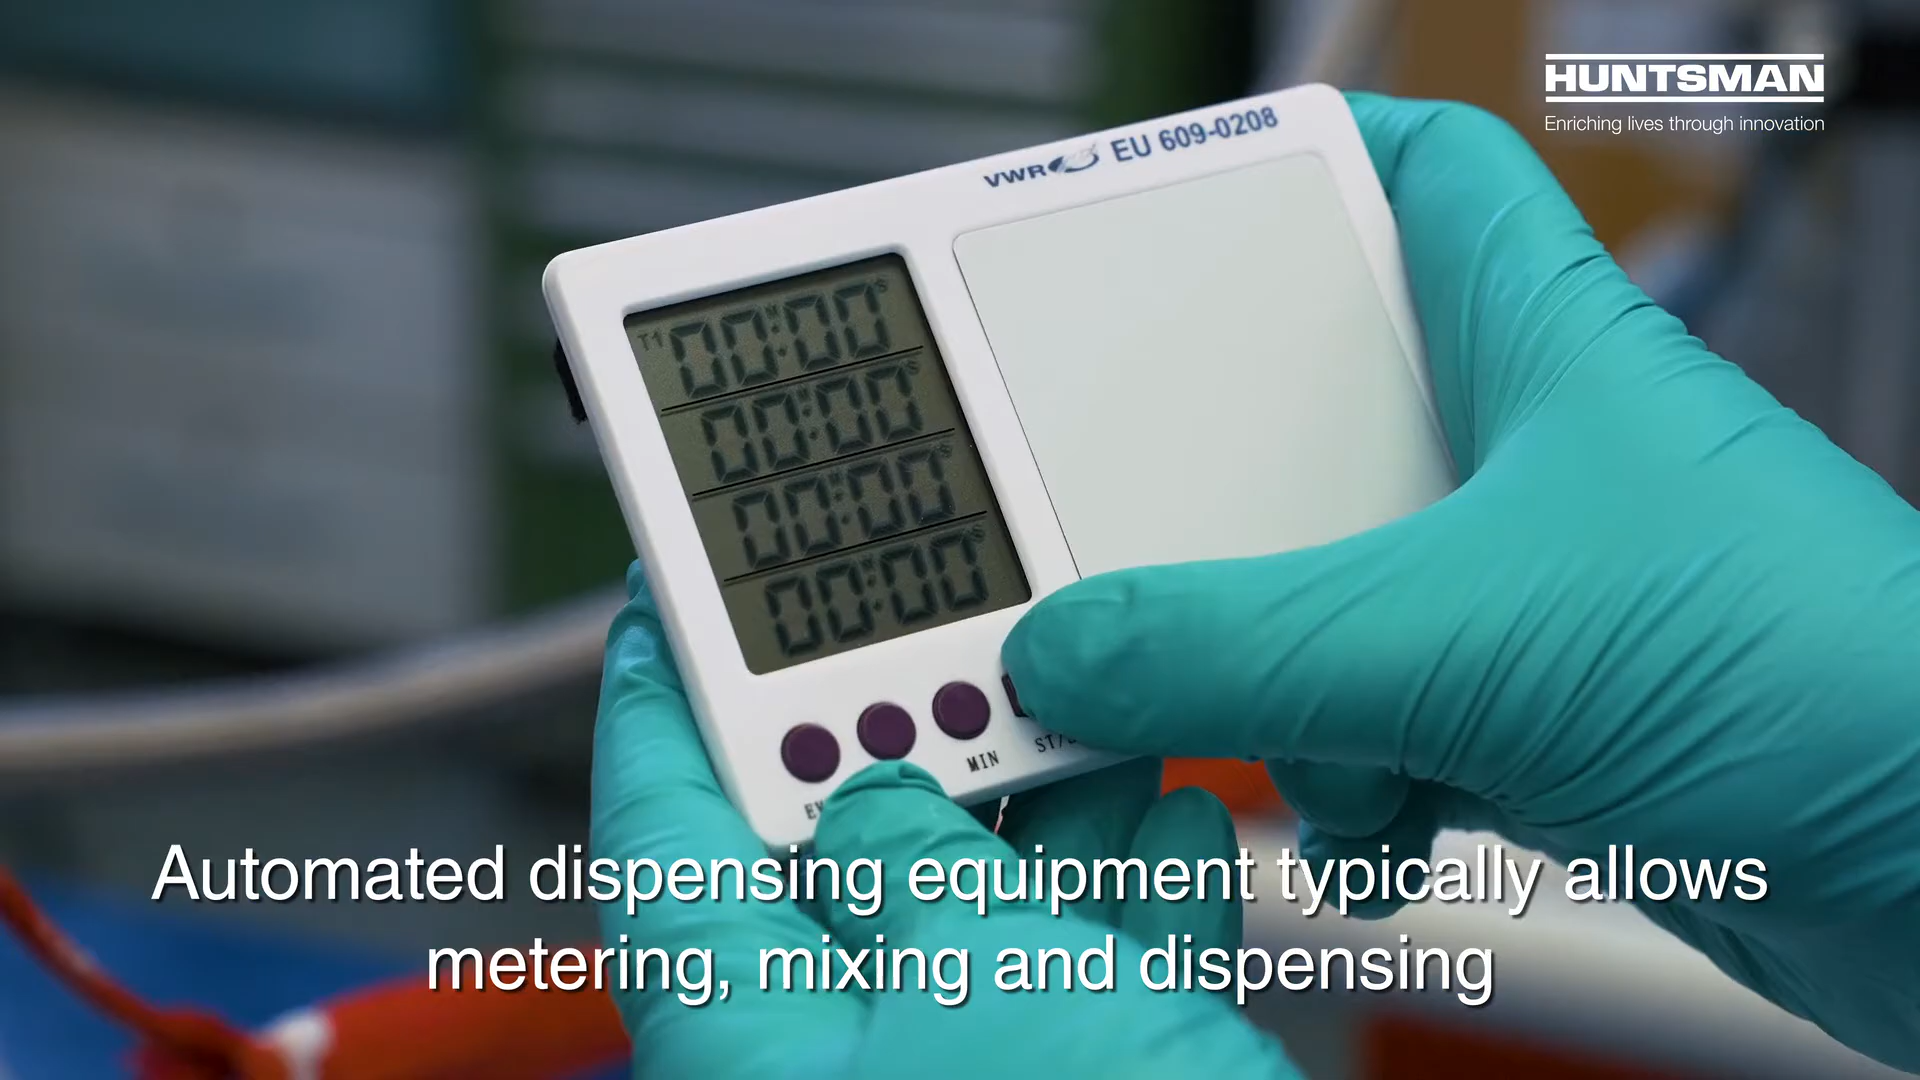 HUNTSMAN
Enriching lives through innovation
VWR EU 609-0208
T1 00:00
00:00
00:00
00:00
MIN
Automated dispensing equipment typically allows
metering, mixing and dispensing